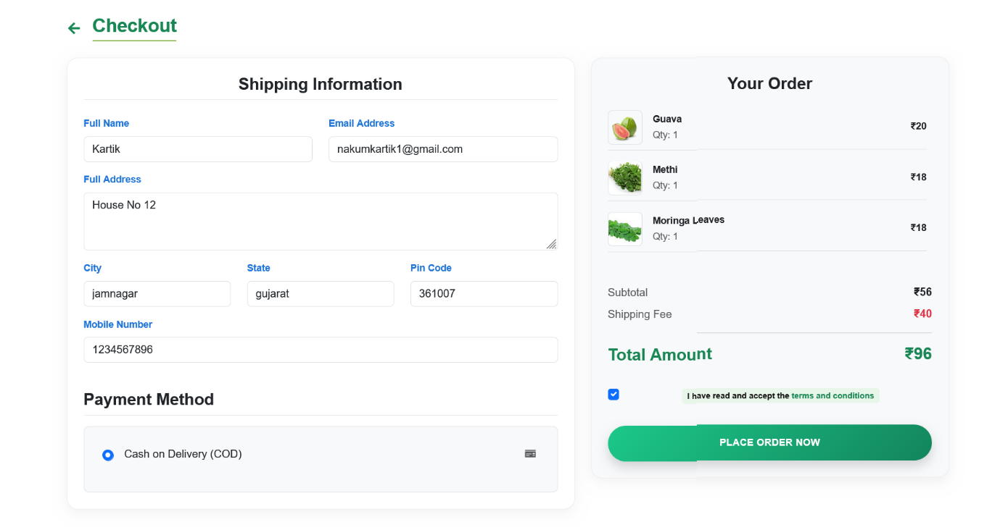 Checkout
Shipping Information
Full Name
Email Address
Kartik
nakumkartik1@gmail.com
Full Address
House No 12
City
State
Pin Code
jamnagar
gujarat
361007
Mobile Number
1234567896
Payment Method
Cash on Delivery (COD)
Your Order
Guava
Qty: 1
₹20
Methi
Qty: 1
₹18
Moringa Leaves
Qty: 1
₹18
Subtotal ₹56
Shipping Fee ₹40
Total Amount ₹96
I have read and accept the terms and conditions
PLACE ORDER NOW